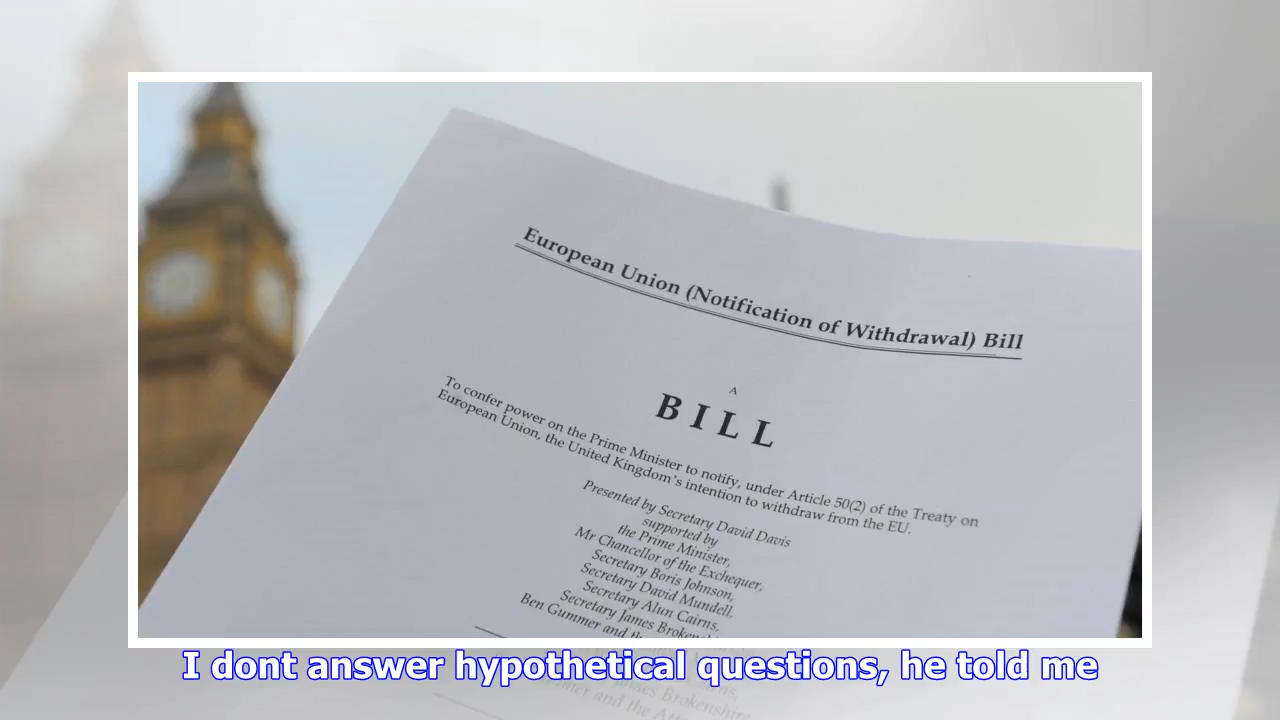 European Union (Notification of Withdrawal) Bill
A
BILL
To confer power on the Prime Minister to notify, under Article 50(2) of the Treaty on
European Union, the United Kingdom's intention to withdraw from the EU.
Presented by Secretary David Davis
supported by
the Prime Minister,
Mr Chancellor of the Exchequer,
Secretary Boris Johnson,
Secretary David Mundell,
Secretary Alun Cairns,
Secretary James
Ben Gummer and the
I dont answer hypothetical questions, he told me